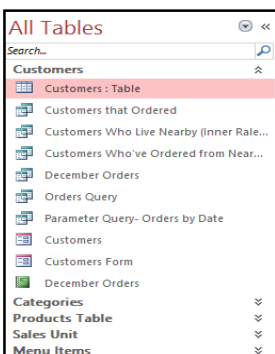 All Tables
Search...
Customers
Customers : Table
Customers that Ordered
Customers Who Live Nearby (Inner Rale...
Customers Who've Ordered from Near...
December Orders
Orders Query
Parameter Query- Orders by Date
Customers
Customers Form
December Orders
Categories
Products Table
Sales Unit
Menu Items